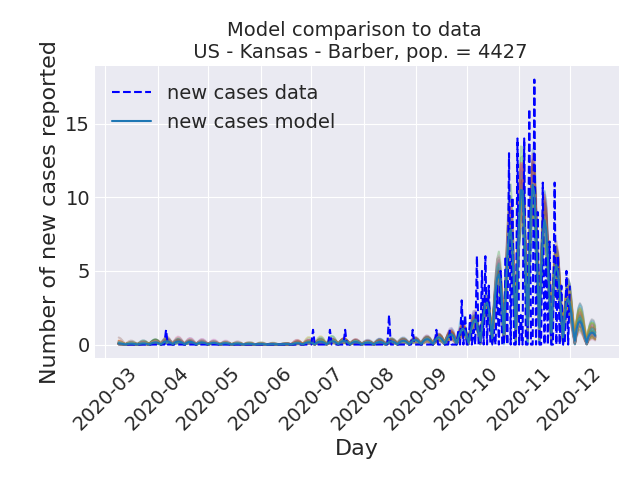 Model comparison to data
US - Kansas - Barber, pop. = 4427
Number of new cases reported
new cases data
new cases model
15
10
5
0
2020-03
2020-04
2020-05
2020-06
2020-07
2020-08
2020-09
2020-10
2020-11
2020-12
Day